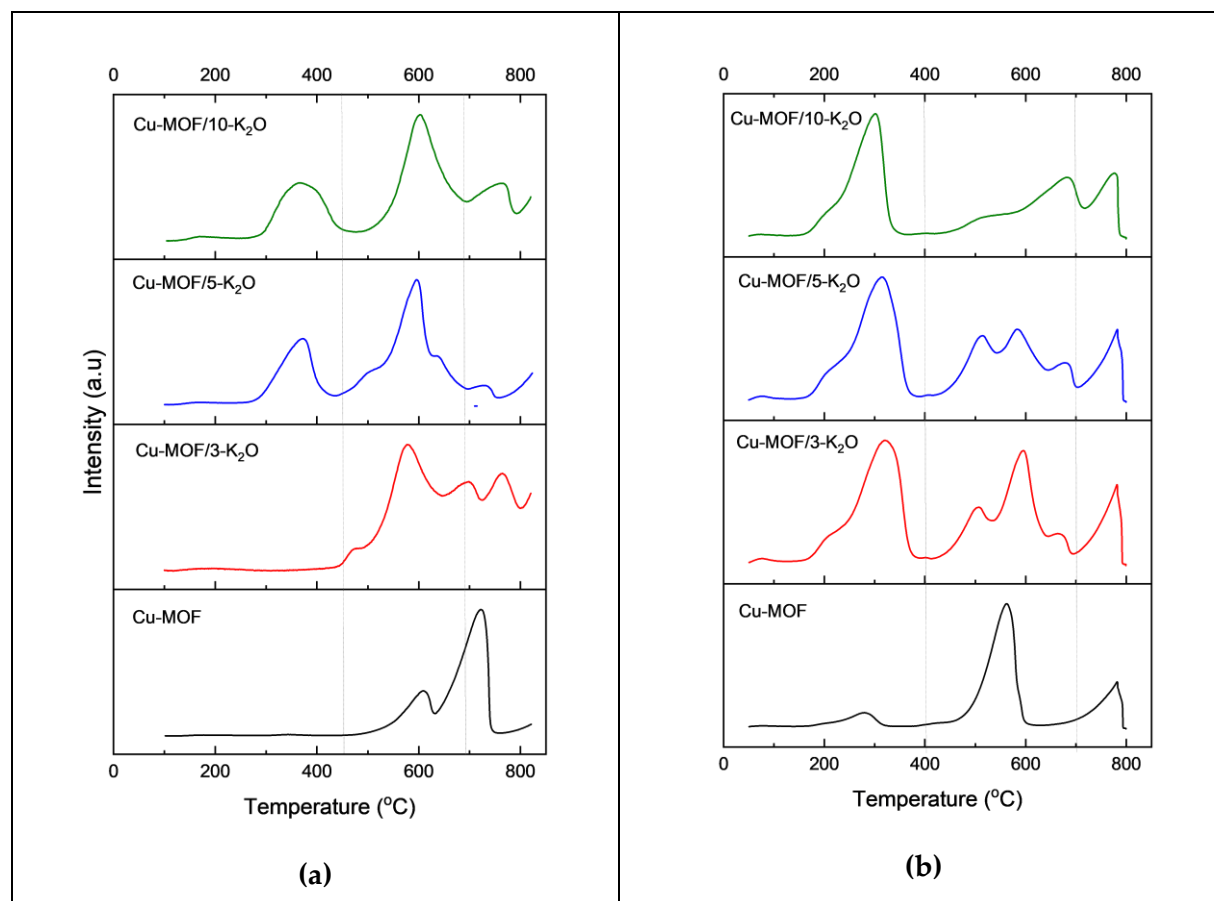 0 200 400 600 800
Cu-MOF/10-K₂O
Cu-MOF/5-K₂O
Cu-MOF/3-K₂O
Cu-MOF
Intensity (a.u)
0 200 400 600 800
Temperature (ᵒC)
(a)
0 200 400 600 800
Cu-MOF/10-K₂O
Cu-MOF/5-K₂O
Cu-MOF/3-K₂O
Cu-MOF
0 200 400 600 800
Temperature (ᵒC)
(b)